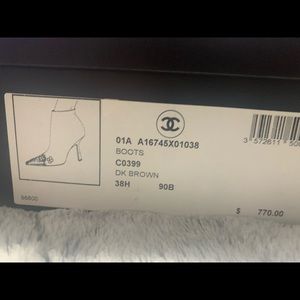 01A A16745X01038
BOOTS
C0399
DK BROWN
38H 90B
$ 770.00